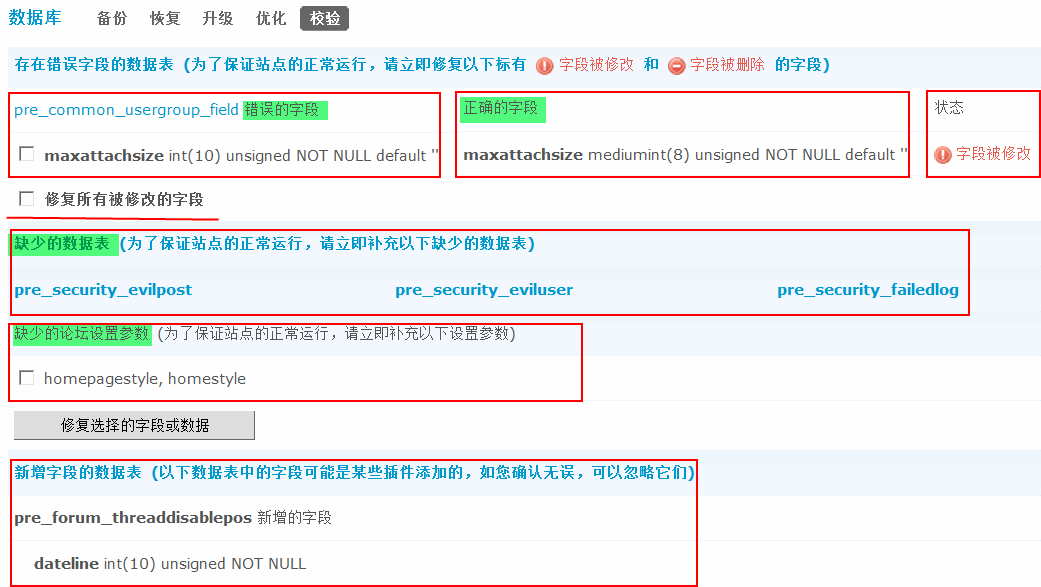 数据库 备份 恢复 升级 优化 校验
存在错误字段的数据表 (为了保证站点的正常运行，请立即修复以下标有 字段被修改 和 字段被删除 的字段)
pre_common_usergroup_field 错误的字段 正确的字段 状态
maxattachsize int(10) unsigned NOT NULL default '' maxattachsize mediumint(8) unsigned NOT NULL default '' 字段被修改
修复所有被修改的字段
缺少的数据表 (为了保证站点的正常运行，请立即补充以下缺少的数据表)
pre_security_evilpost pre_security_eviluser pre_security_failedlog
缺少的论坛设置参数 (为了保证站点的正常运行，请立即补充以下设置参数)
homepagestyle, homestyle
修复选择的字段或数据
新增字段的数据表 (以下数据表中的字段可能是某些插件添加的，如您确认无误，可以忽略它们)
pre_forum_threaddisablepos 新增的字段
dateline int(10) unsigned NOT NULL